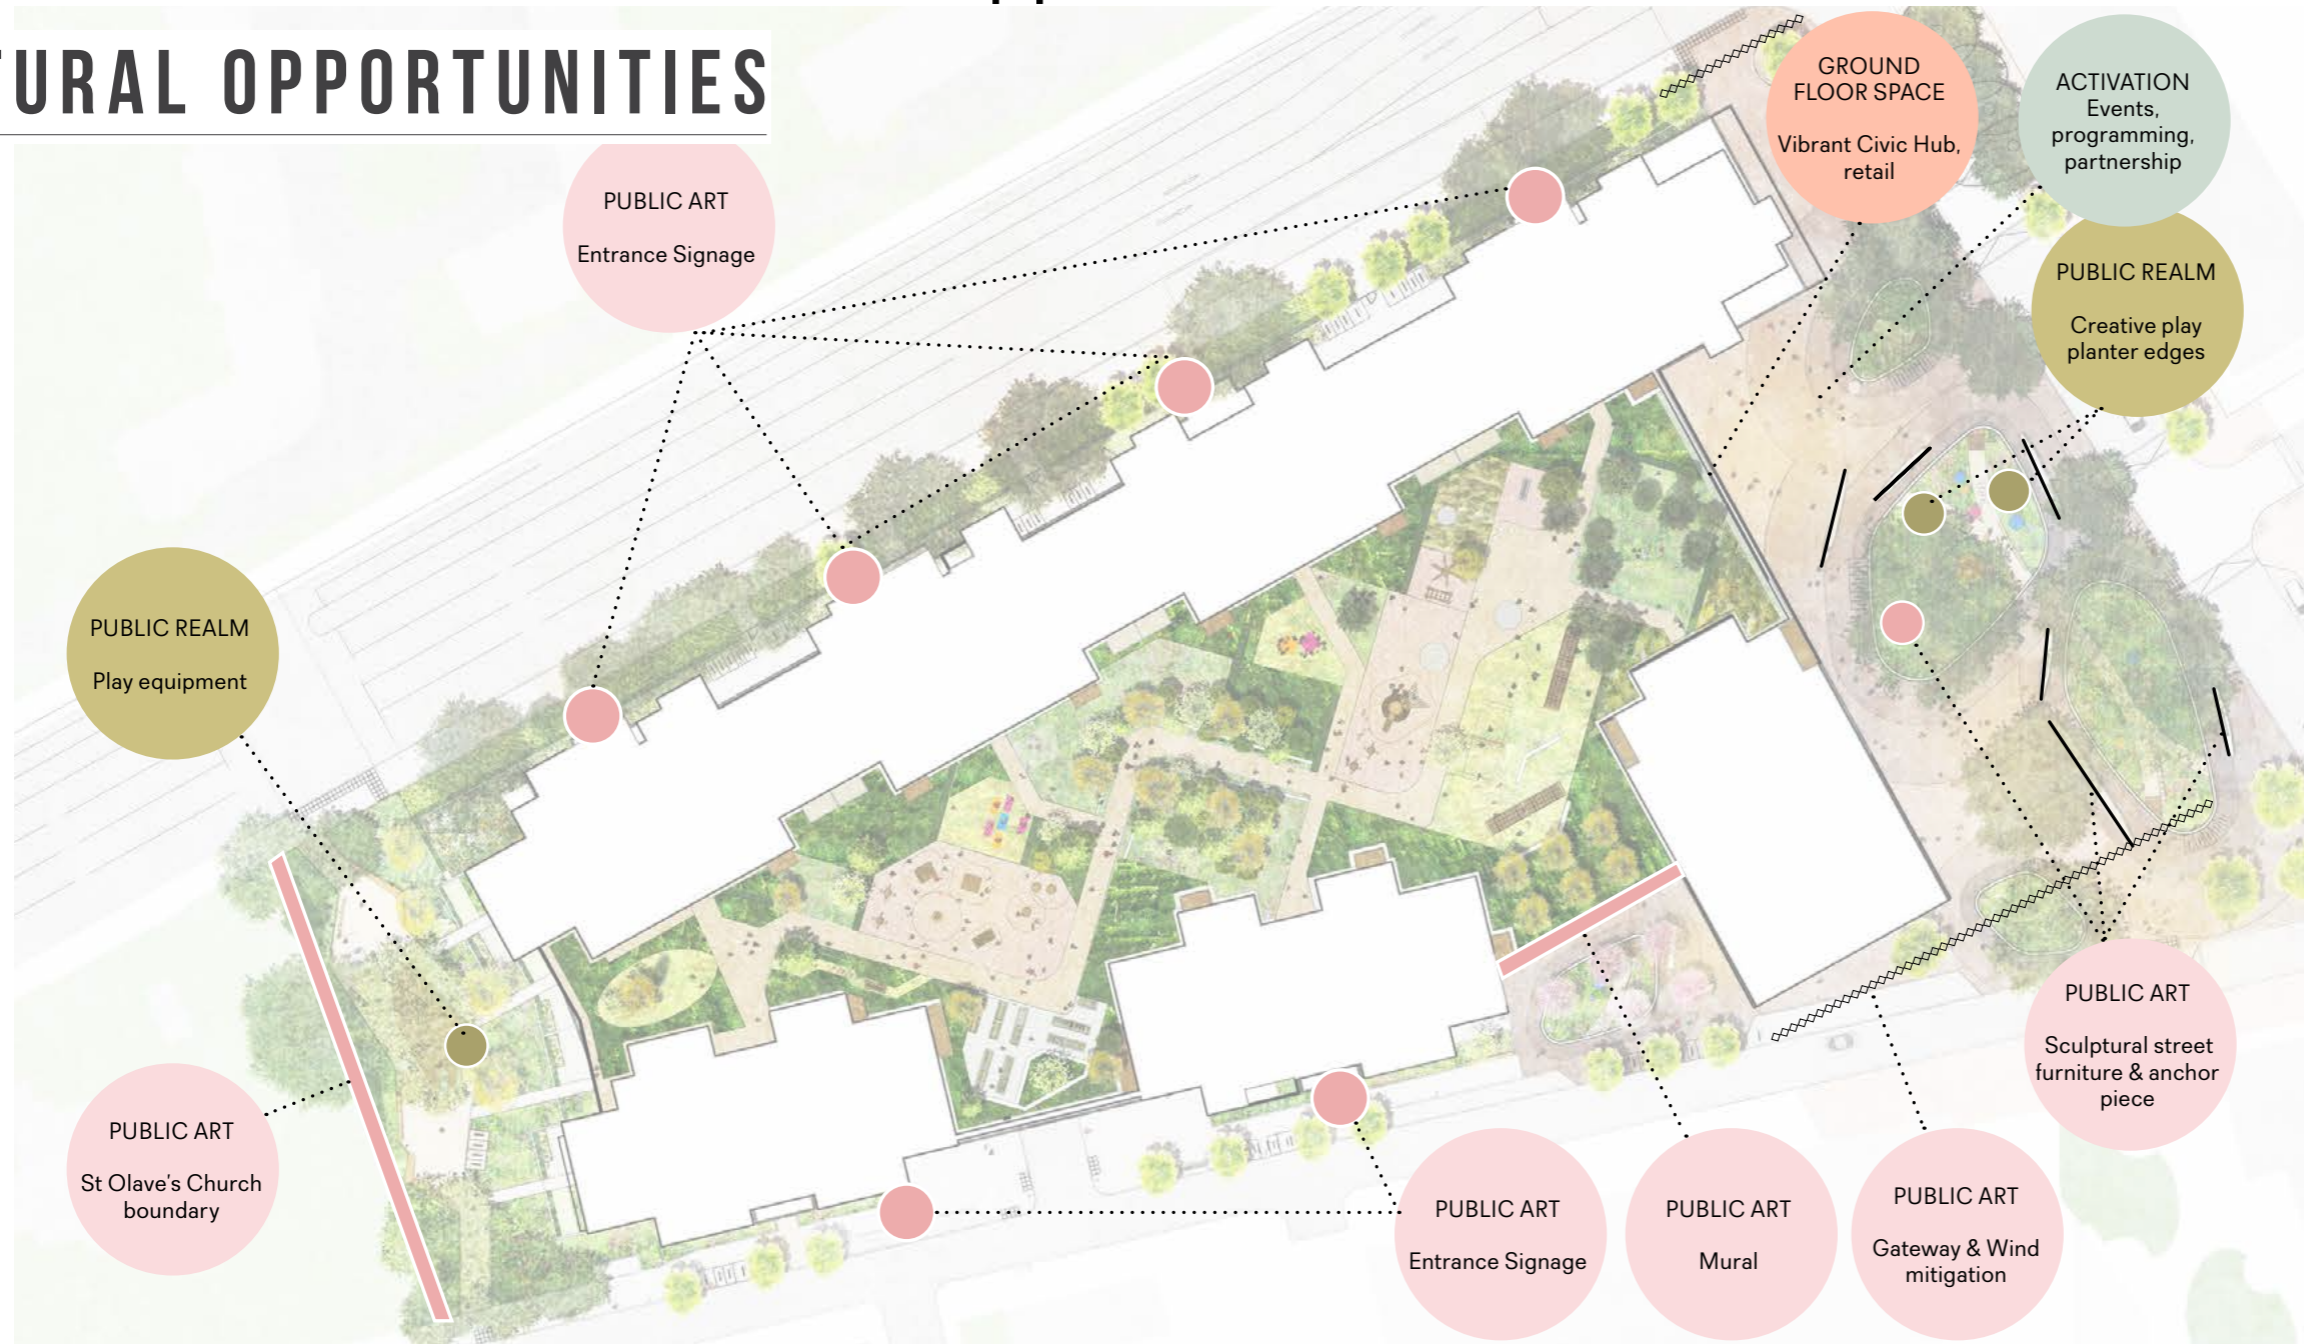 TURAL OPPORTUNITIES
GROUND
FLOOR SPACE
Vibrant Civic Hub,
retail
ACTIVATION
Events,
programming,
partnership
PUBLIC ART
Entrance Signage
PUBLIC REALM
Creative play
planter edges
PUBLIC REALM
Play equipment
PUBLIC ART
St Olave's Church
boundary
PUBLIC ART
Sculptural street
furniture & anchor
piece
PUBLIC ART
Entrance Signage
PUBLIC ART
Mural
PUBLIC ART
Gateway & Wind
mitigation